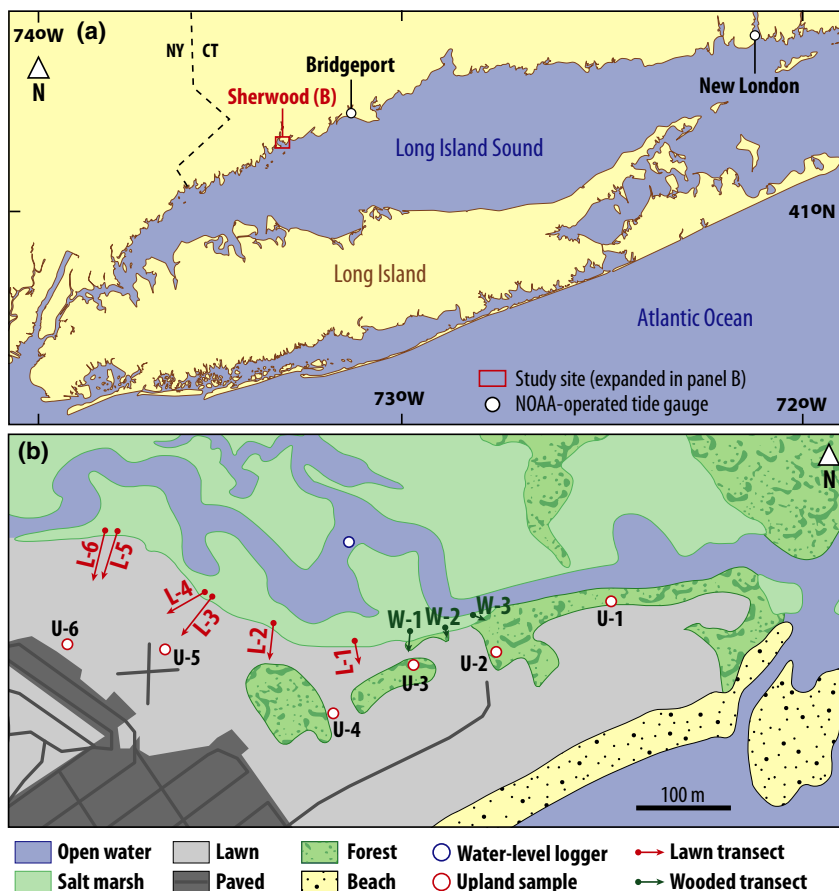 74oW
(a)
NY
CT
N
Bridgeport
New London
Sherwood (B)
Long Island Sound
41oN
Long Island
Atlantic Ocean
Study site (expanded in panel B)
NOAA-operated tide gauge
73oW
72oW
(b)
N
L-6
L-5
L-4
L-3
L-2
L-1
W-1
W-2
W-3
U-1
U-2
U-3
U-4
U-5
U-6
100 m
Open water
Lawn
Forest
Water-level logger
Lawn transect
Salt marsh
Paved
Beach
Upland sample
Wooded transect